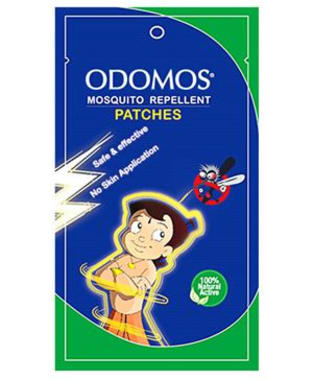 ODOMOS®
MOSQUITO REPELLENT
PATCHES
Safe & effective
No Skin Application
100%
Natural
Active